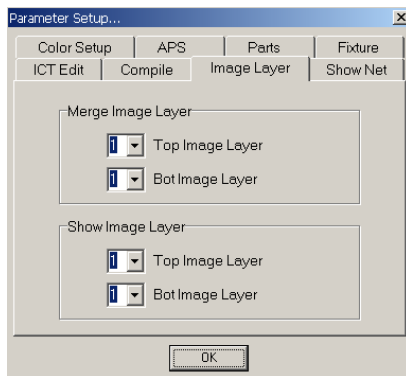 Parameter Setup...
Color Setup APS Parts Fixture
ICT Edit Compile Image Layer Show Net
Merge Image Layer
1 Top Image Layer
1 Bot Image Layer
Show Image Layer
1 Top Image Layer
1 Bot Image Layer
OK